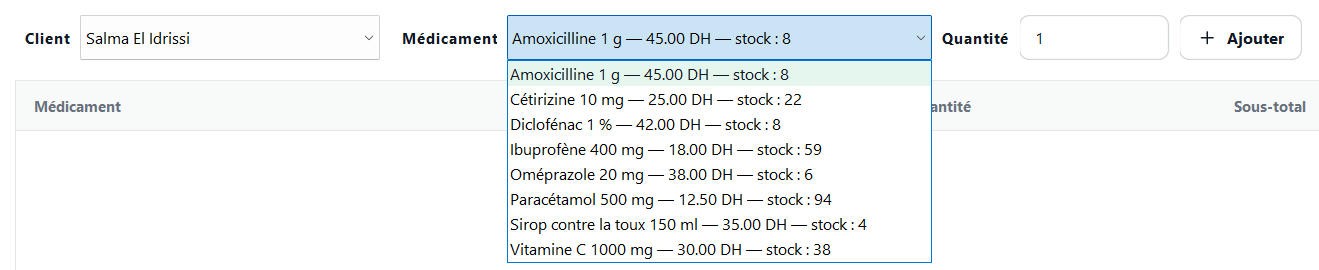 Client Salma El Idrissi Médicament Amoxicilline 1 g — 45.00 DH — stock : 8 Quantité 1 + Ajouter
Amoxicilline 1 g — 45.00 DH — stock : 8
Médicament
Cétirizine 10 mg — 25.00 DH — stock : 22
Sous-total
Diclofénac 1 % — 42.00 DH — stock : 8
Ibuprofène 400 mg — 18.00 DH — stock : 59
Oméprazole 20 mg — 38.00 DH — stock : 6
Paracétamol 500 mg — 12.50 DH — stock : 94
Sirop contre la toux 150 ml — 35.00 DH — stock : 4
Vitamine C 1000 mg — 30.00 DH — stock : 38